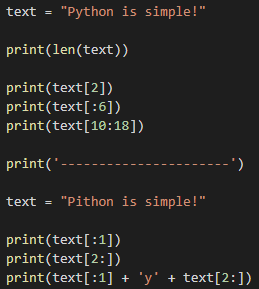 text = "Python is simple!"
print(len(text))
print(text[2])
print(text[:6])
print(text[10:18])
print('----------------------')
text = "Pithon is simple!"
print(text[:1])
print(text[2:])
print(text[:1] + 'y' + text[2:])